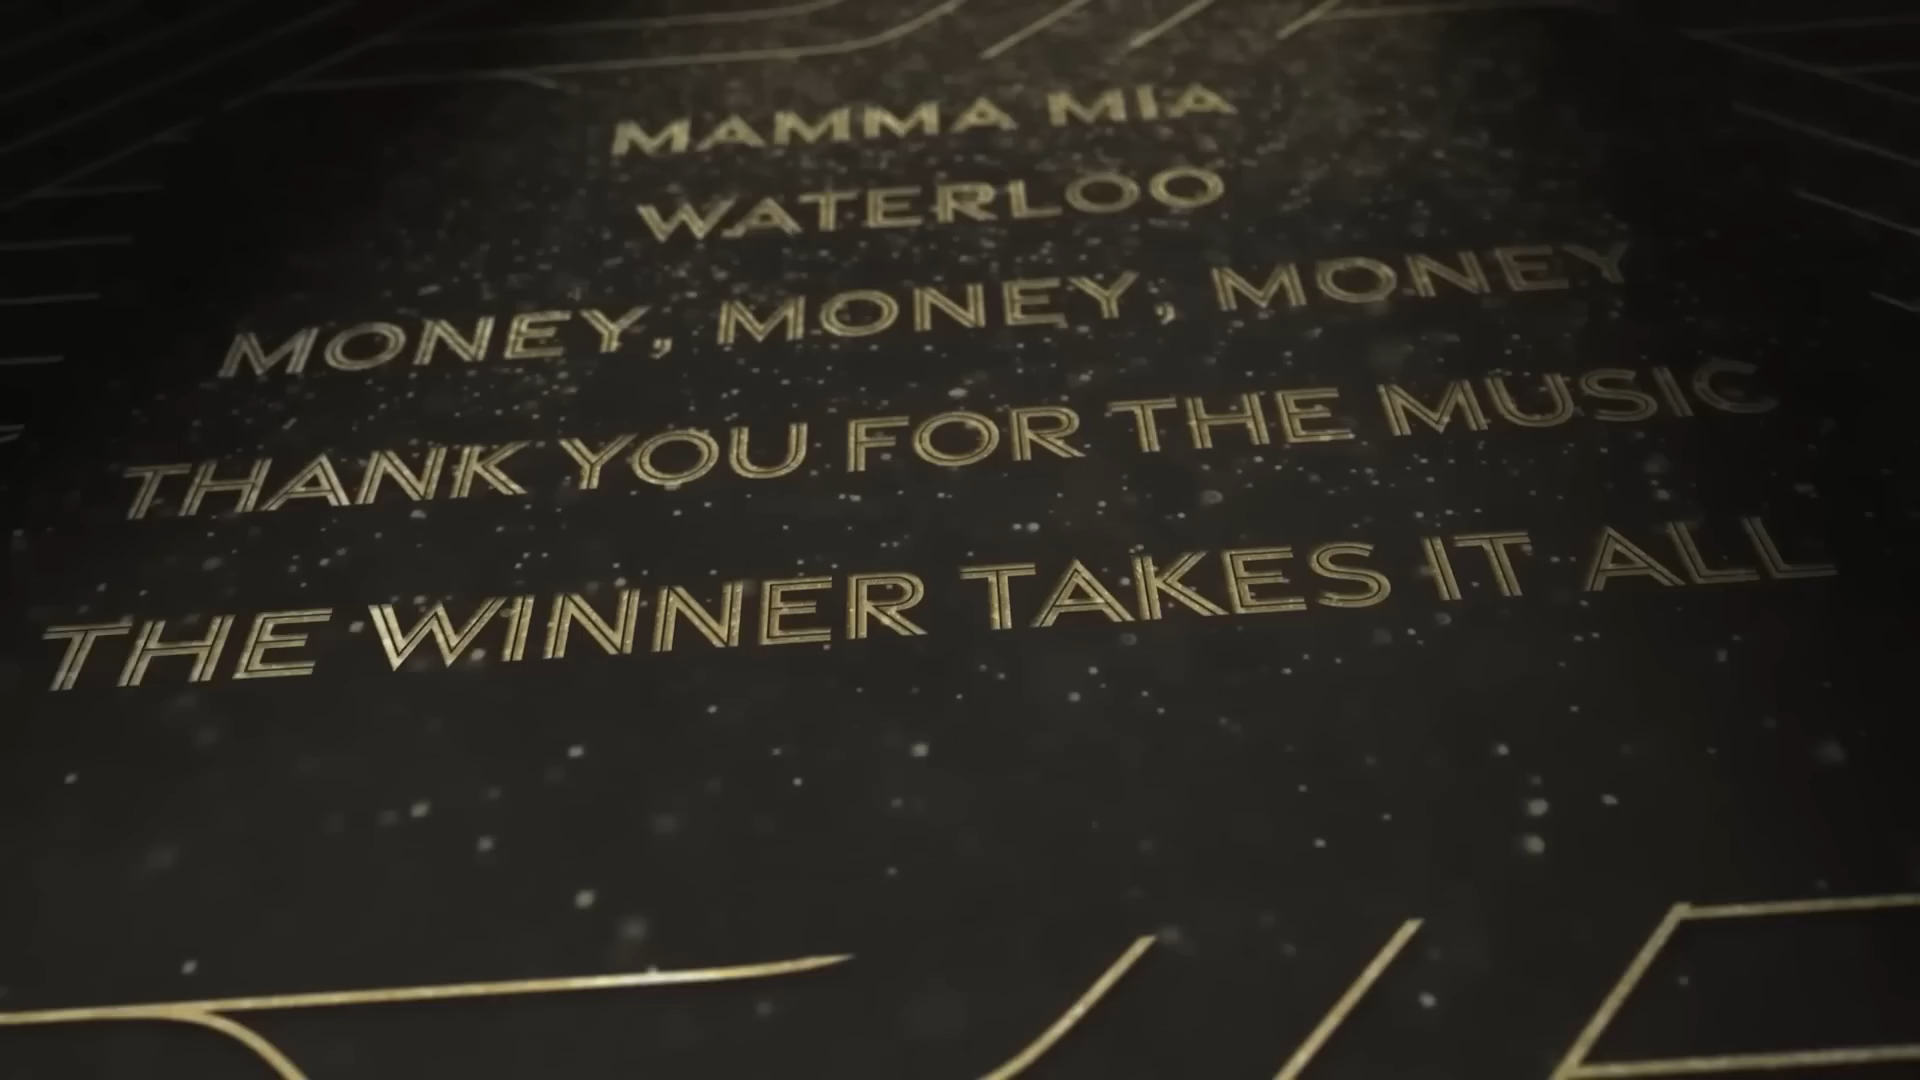 MAMMA MIA
WATERLOO
MONEY, MONEY, MONEY
THANK YOU FOR THE MUSIC
THE WINNER TAKES IT ALL